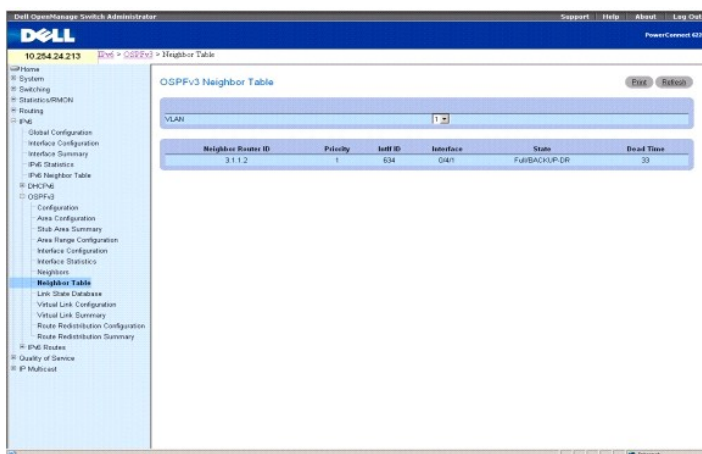 Dell OpenManage Switch Administrator
Support Help About Log Out
DELL
PowerConnect 622
10.254.24.213
IPv6 > OSPFv3 > Neighbor Table
Home
System
Switching
Statistics/RMON
Routing
IPv6
Global Configuration
Interface Configuration
Interface Summary
IPv6 Statistics
IPv6 Neighbor Table
DHCPv6
OSPFv3
Configuration
Area Configuration
Stub Area Summary
Area Range Configuration
Interface Configuration
Interface Statistics
Neighbors
Neighbor Table
Link State Database
Virtual Link Configuration
Virtual Link Summary
Route Redistribution Configuration
Route Redistribution Summary
IPv6 Routes
Quality of Service
IP Multicast
OSPFv3 Neighbor Table
Print Refresh
VLAN 1
Neighbor Router ID Priority IntIf ID Interface State Dead Time
3.1.1.2 1 634 0/4/1 Full/BACKUP-DR 33